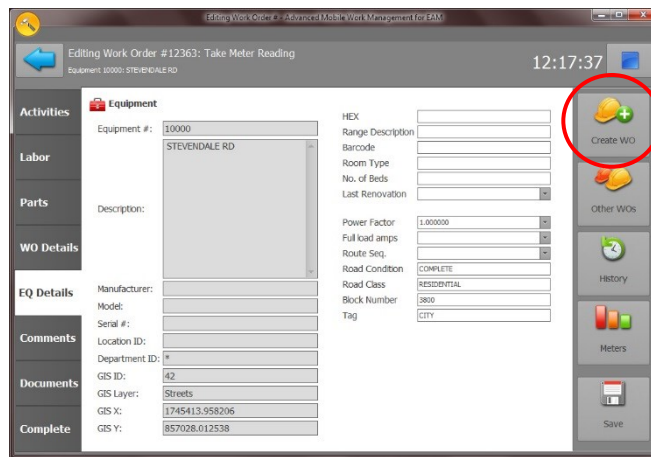 Editing Work Order # - Advanced Mobile Work Management for EAM
Editing Work Order #12363: Take Meter Reading
Equipment 10000: STEVENDALE RD
12:17:37
Activities
Labor
Parts
WO Details
EQ Details
Comments
Documents
Complete
Equipment
Equipment #: 10000
Description: STEVENDALE RD
Manufacturer:
Model:
Serial #:
Location ID:
Department ID: *
GIS ID: 42
GIS Layer: Streets
GIS X: 1745413.958206
GIS Y: 857028.012538
HEX
Range Description
Barcode
Room Type
No. of Beds
Last Renovation
Power Factor 1.000000
Full load amps
Route Seq.
Road Condition COMPLETE
Road Class RESIDENTIAL
Block Number 3800
Tag CITY
Create WO
Other WOs
History
Meters
Save